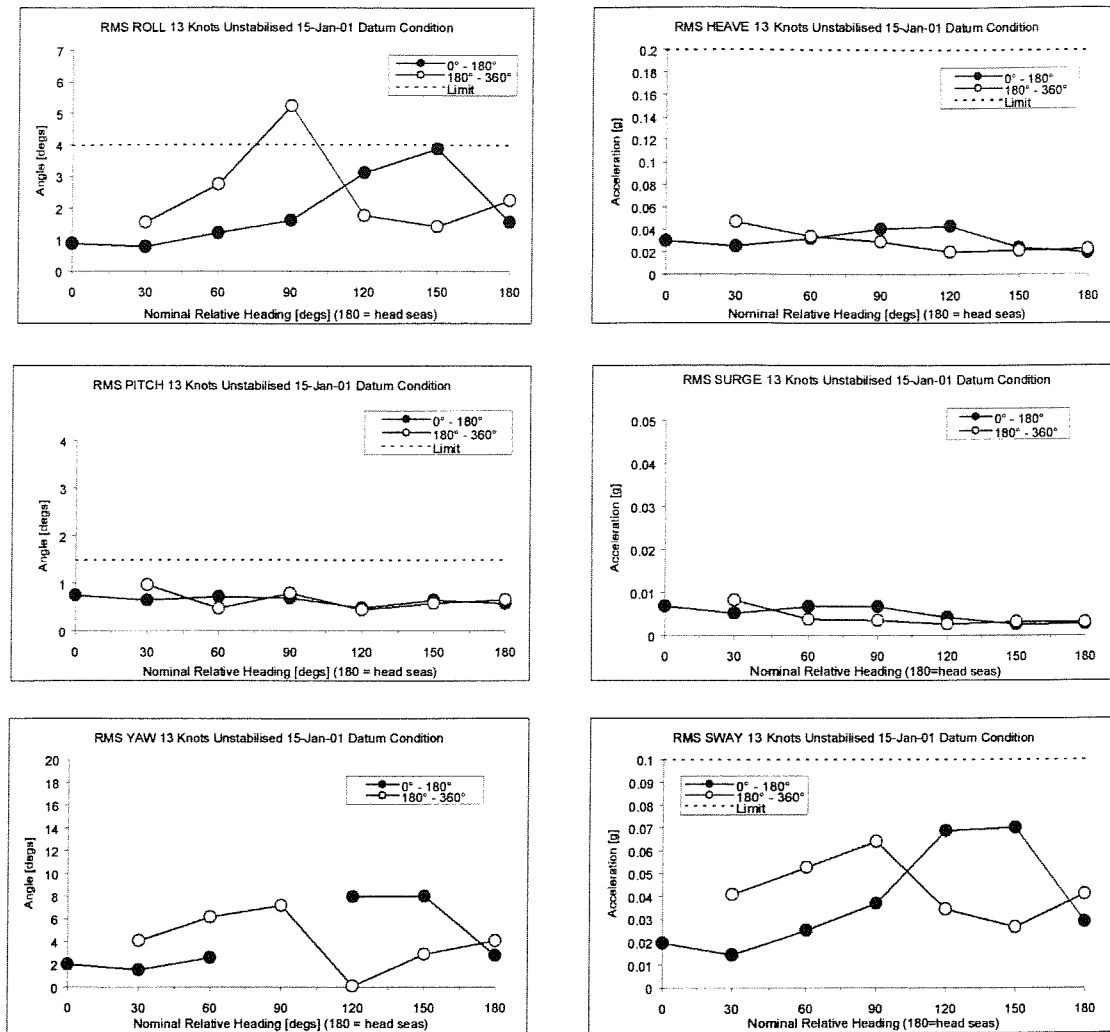 RMS ROLL 13 Knots Unstabilised 15-Jan-01 Datum Condition
7
6
5
4
3
2
1
0
Angle [degs]
0° - 180°
180° - 360°
Limit
0 30 60 90 120 150 180
Nominal Relative Heading [degs] (180 = head seas)
RMS HEAVE 13 Knots Unstabilised 15-Jan-01 Datum Condition
0.2
0.18
0.16
0.14
0.12
0.1
0.08
0.06
0.04
0.02
0
Acceleration [g]
0° - 180°
180° - 360°
Limit
0 30 60 90 120 150 180
Nominal Relative Heading [degs] (180 = head seas)
RMS PITCH 13 Knots Unstabilised 15-Jan-01 Datum Condition
4
3
2
1
0
Angle [degs]
0° - 180°
180° - 360°
Limit
0 30 60 90 120 150 180
Nominal Relative Heading [degs] (180 = head seas)
RMS SURGE 13 Knots Unstabilised 15-Jan-01 Datum Condition
0.05
0.04
0.03
0.02
0.01
0
Acceleration [g]
0° - 180°
180° - 360°
0 30 60 90 120 150 180
Nominal Relative Heading (180=head seas)
RMS YAW 13 Knots Unstabilised 15-Jan-01 Datum Condition
20
18
16
14
12
10
8
6
4
2
0
Angle [degs]
0° - 180°
180° - 360°
0 30 60 90 120 150 180
Nominal Relative Heading [degs] (180 = head seas)
RMS SWAY 13 Knots Unstabilised 15-Jan-01 Datum Condition
0.1
0.09
0.08
0.07
0.06
0.05
0.04
0.03
0.02
0.01
0
Acceleration [g]
0° - 180°
180° - 360°
Limit
0 30 60 90 120 150 180
Nominal Relative Heading (180=head seas)